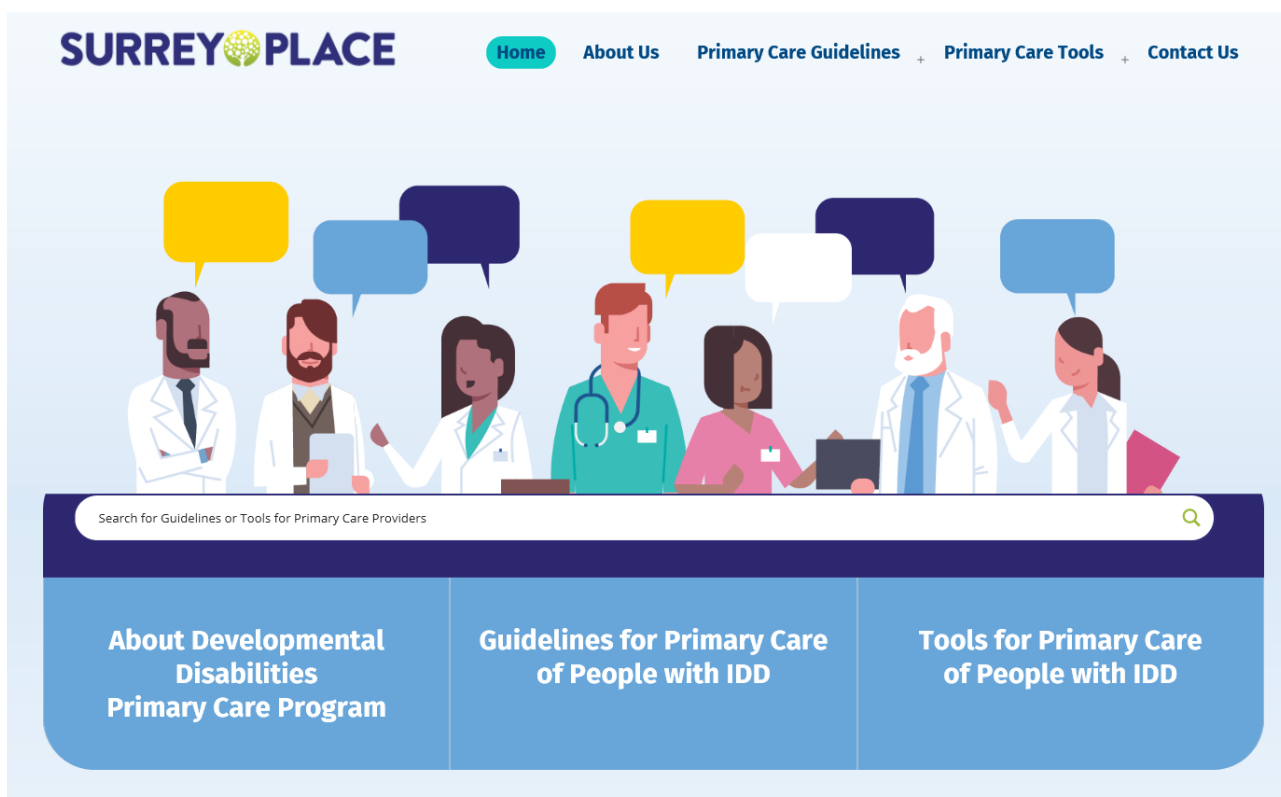 SURREY PLACE
Home About Us Primary Care Guidelines + Primary Care Tools + Contact Us
Search for Guidelines or Tools for Primary Care Providers
About Developmental
Disabilities
Primary Care Program
Guidelines for Primary Care
of People with IDD
Tools for Primary Care
of People with IDD